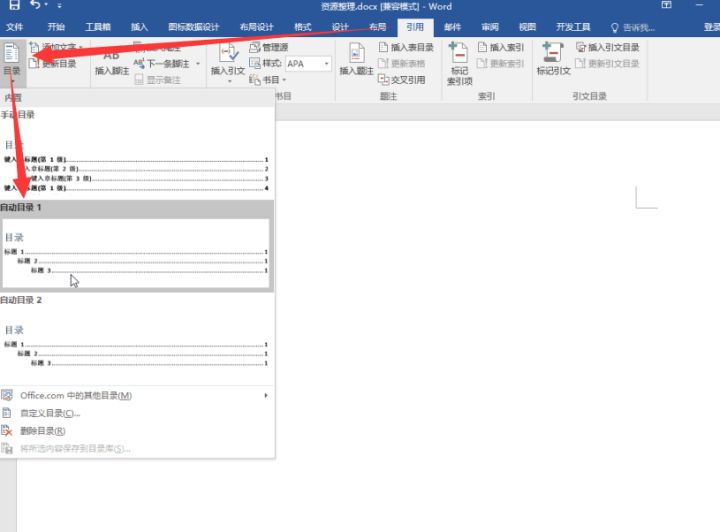 资源推理.docx [兼容模式] - Word
文件 开始 工具箱 插入 图标数据设计 布局设计 格式 设计 布局 引用 邮件 审阅 视图 开发工具 告诉我... 登录
目录
添加文字
更新目录
AB
插入脚注
AB 下一条脚注
显示备注
插入引文
管理源
样式: APA
书目
书目
插入题注
插入表目录
更新表格
交叉引用
题注
标记
索引项
插入索引
更新索引
索引
标记引文
插入引文目录
更新引文目录
引文目录
内置
手动目录
目录
标题(第 1 级)...1
入章标题(第 2 级)...2
键入章标题(第 3 级)...3
标题(第 1 级)...4
自动目录 1
目录
标题 1...1
标题 2...1
标题 3...1
自动目录 2
目录
标题 1...1
标题 2...1
标题 3...1
Office.com 中的其他目录(M)
自定义目录(C)...
删除目录(R)
将所选内容保存到目录库(S)...